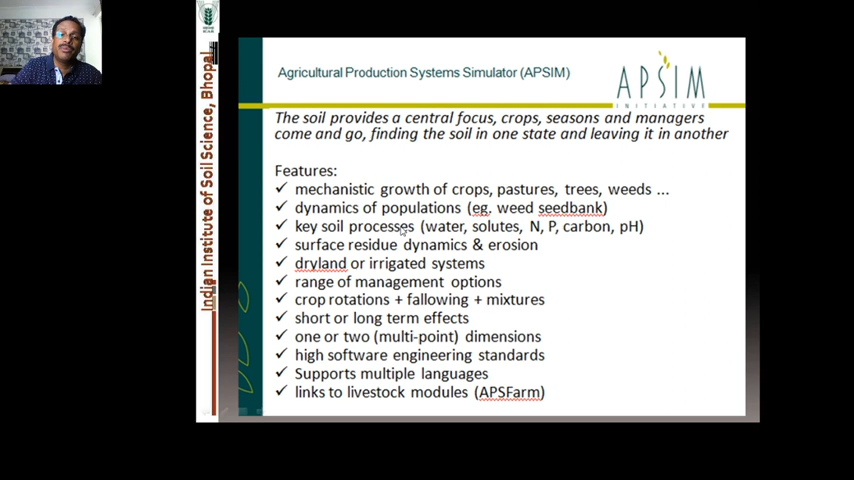 Indian Institute of Soil Science, Bhopal
Agricultural Production Systems Simulator (APSIM)
APSIM
INITIATIVE
The soil provides a central focus, crops, seasons and managers
come and go, finding the soil in one state and leaving it in another
Features:
✓ mechanistic growth of crops, pastures, trees, weeds ...
✓ dynamics of populations (eg. weed seedbank)
✓ key soil processes (water, solutes, N, P, carbon, pH)
✓ surface residue dynamics & erosion
✓ dryland or irrigated systems
✓ range of management options
✓ crop rotations + fallowing + mixtures
✓ short or long term effects
✓ one or two (multi-point) dimensions
✓ high software engineering standards
✓ Supports multiple languages
✓ links to livestock modules (APSFarm)